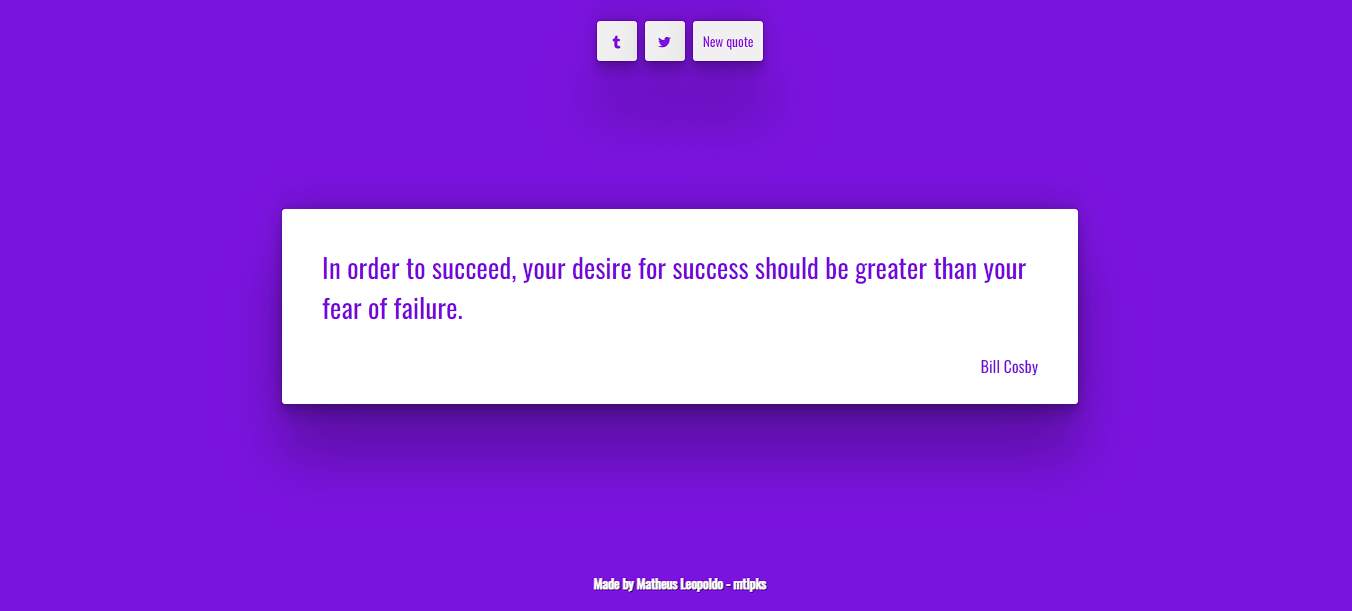 New quote
In order to succeed, your desire for success should be greater than your
fear of failure.
Bill Cosby
Made by Matheus Leopoldo - mtlpks